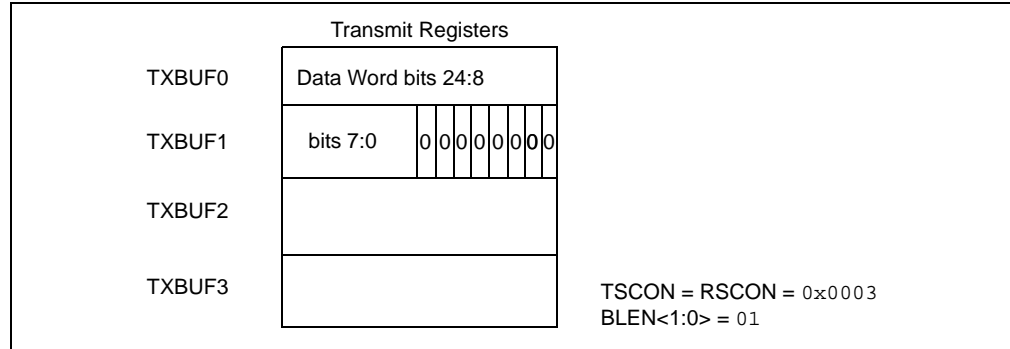 Transmit Registers
TXBUF0 Data Word bits 24:8
TXBUF1 bits 7:0 0 0 0 0 0 0 0 0
TXBUF2
TXBUF3
TSCON = RSCON = 0x0003
BLEN<1:0> = 01